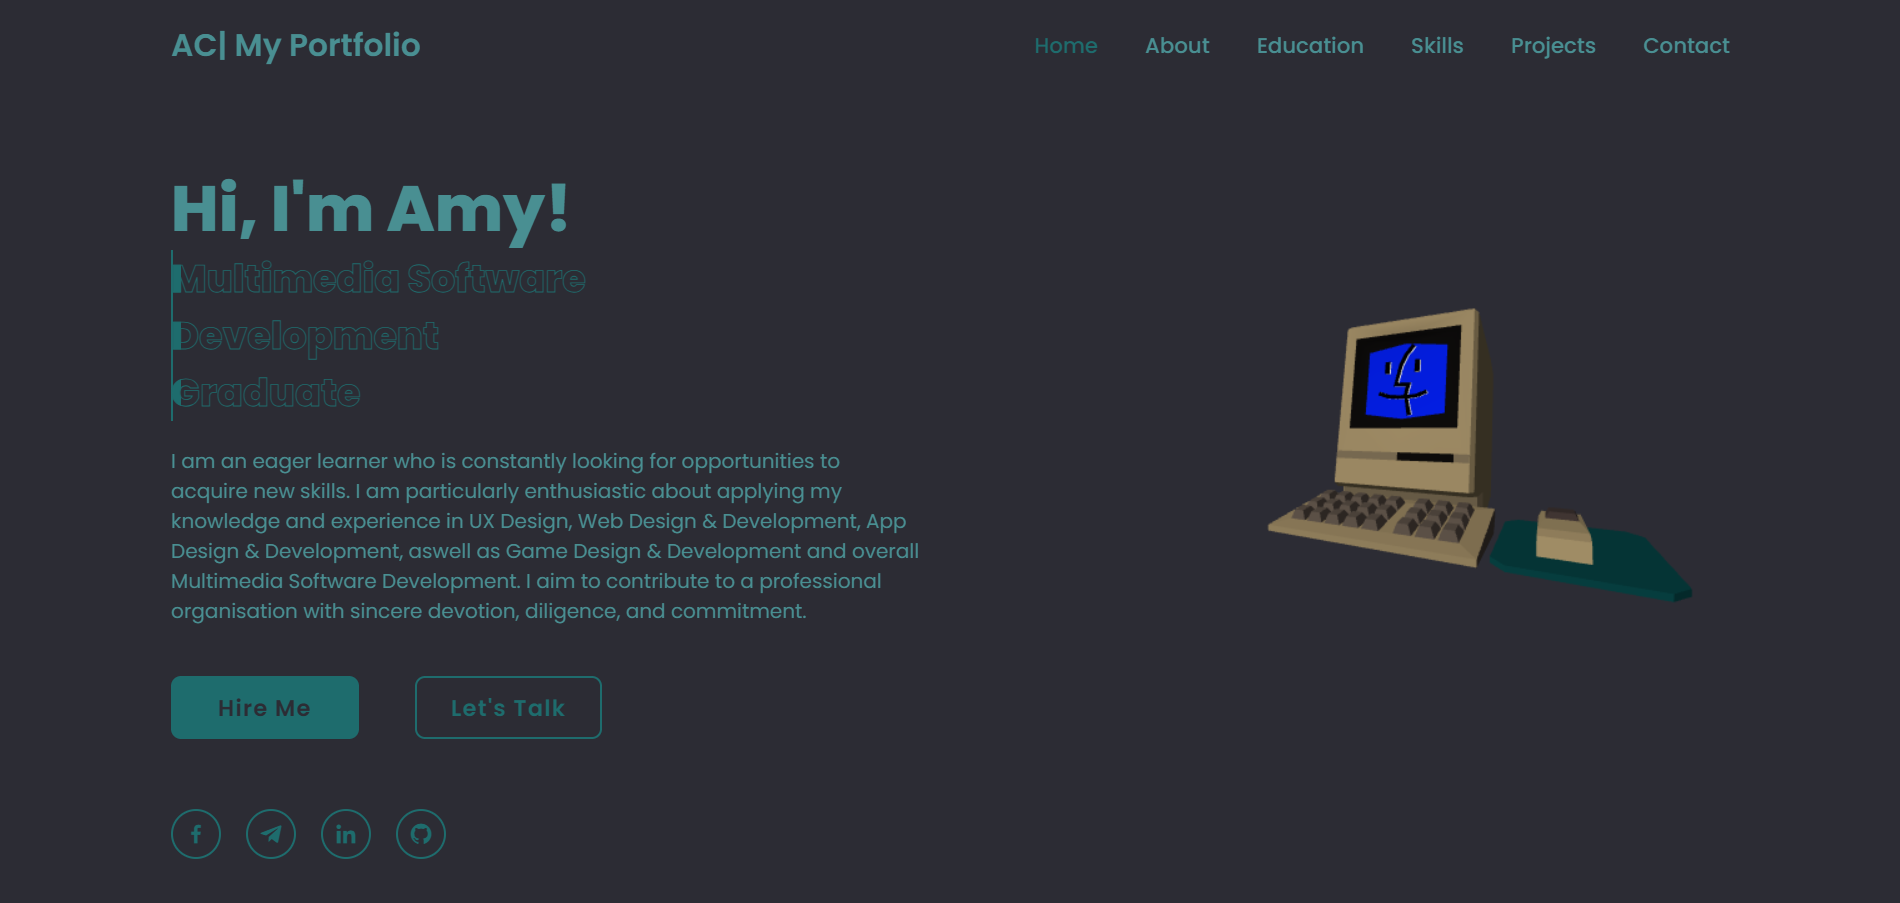 AC| My Portfolio
Home About Education Skills Projects Contact
Hi, I'm Amy!
Multimedia Software
Development
Graduate
I am an eager learner who is constantly looking for opportunities to
acquire new skills. I am particularly enthusiastic about applying my
knowledge and experience in UX Design, Web Design & Development, App
Design & Development, aswell as Game Design & Development and overall
Multimedia Software Development. I aim to contribute to a professional
organisation with sincere devotion, diligence, and commitment.
Hire Me Let's Talk